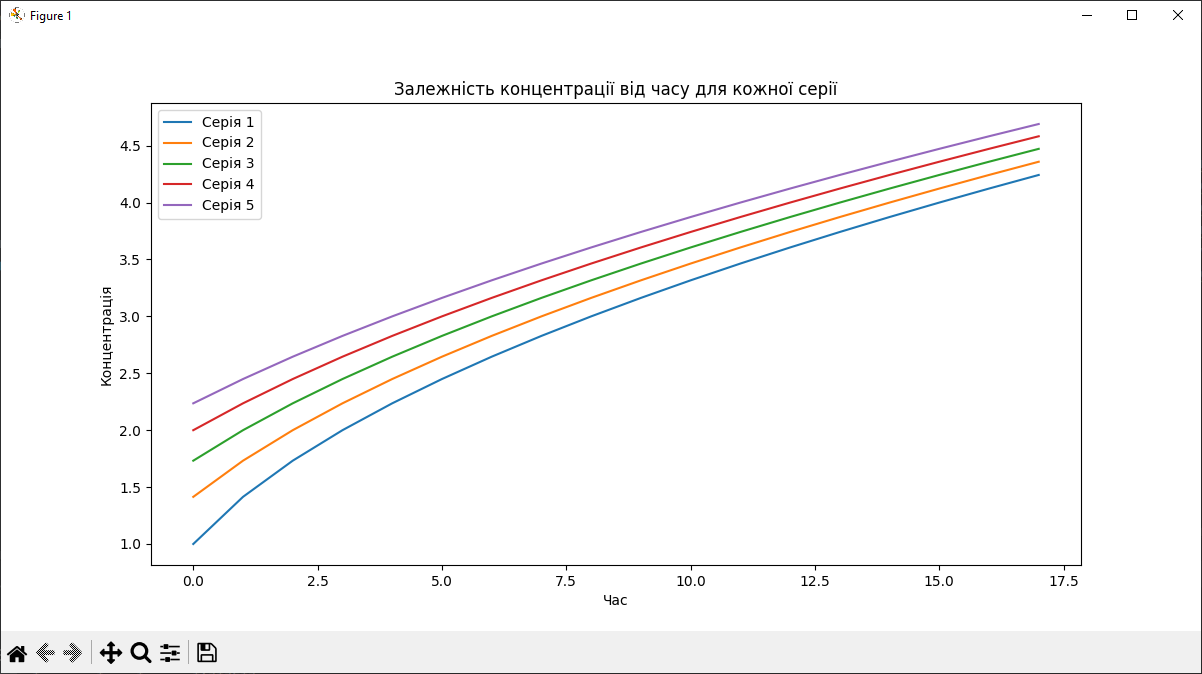 Figure 1
Залежність концентрації від часу для кожної серії
Серія 1
Серія 2
Серія 3
Серія 4
Серія 5
4.5
4.0
3.5
3.0
2.5
2.0
1.5
1.0
Концентрація
0.0 2.5 5.0 7.5 10.0 12.5 15.0 17.5
Час